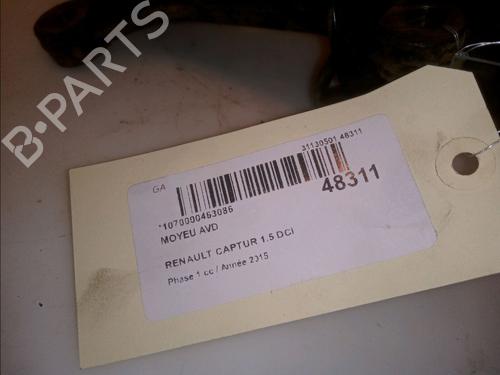 B-PARTS
GA
31130501 48311
*1070000463086
48311
MOYEU AVD
RENAULT CAPTUR 1.5 DCI
Phase 1 cc / Année 2015